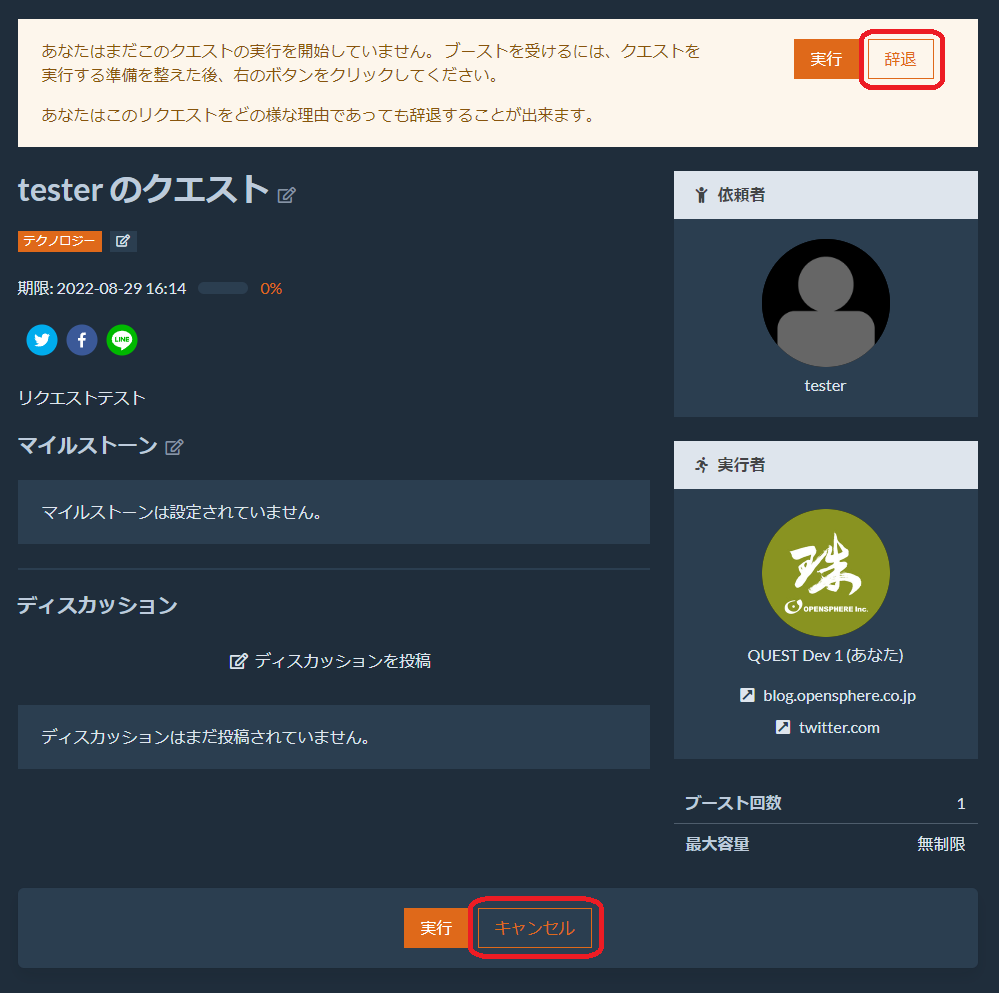 あなたはまだこのクエストの実行を開始していません。ブーストを受けるには、クエストを
実行する準備を整えた後、右のボタンをクリックしてください。
あなたはこのリクエストをどの様な理由であっても辞退することが出来ます。
実行
辞退
tester のクエスト
テクノロジー
期限: 2022-08-29 16:14
0%
LINE
リクエストテスト
マイルストーン
マイルストーンは設定されていません。
ディスカッション
ディスカッションを投稿
ディスカッションはまだ投稿されていません。
依頼者
tester
実行者
珠
OPENSPHERE Inc.
QUEST Dev 1 (あなた)
blog.opensphere.co.jp
twitter.com
ブースト回数 1
最大容量 無制限
実行
キャンセル